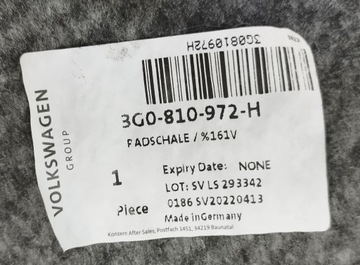 3G0810972H
VOLKSWAGEN
GROUP
3G0-810-972-H
RADSCHALE / %161V
1
Piece
Expiry Date: NONE
LOT: SV LS 293342
0186 SV20220413
Made in Germany
Konzern After Sales, Postfach 1451, 34219 Baunatal